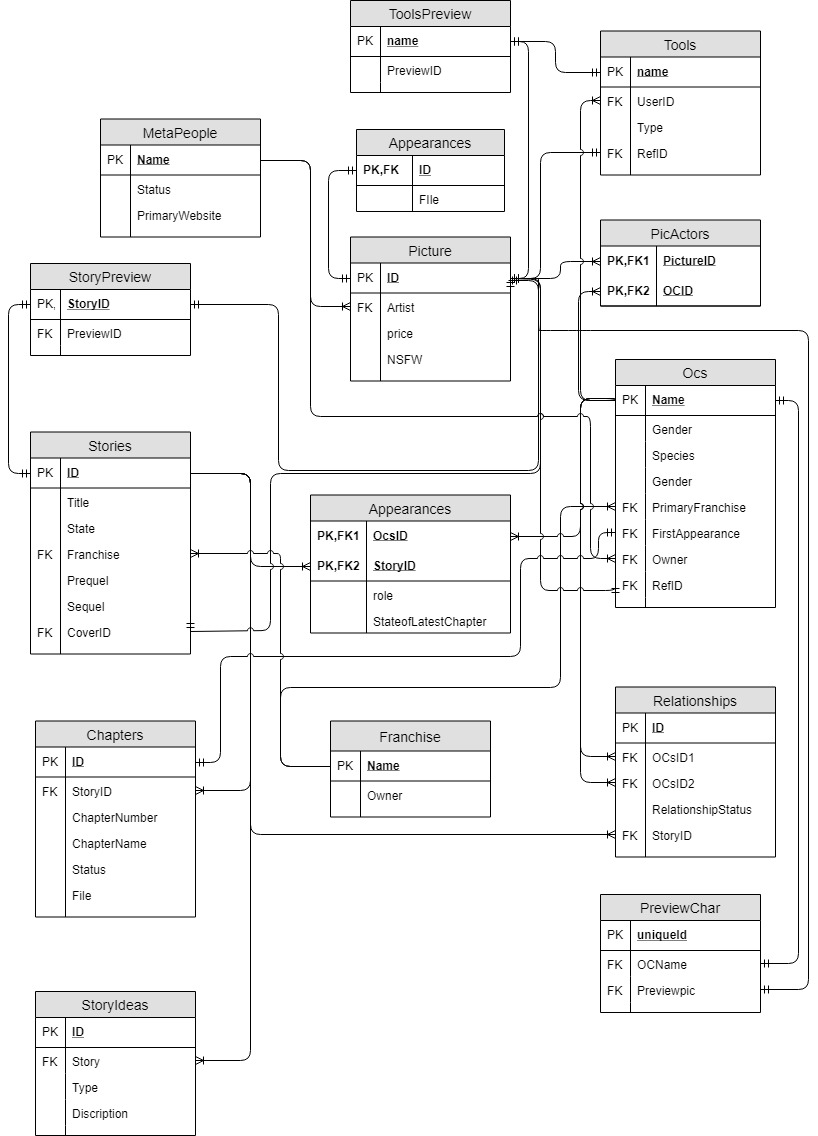 ToolsPreview
PK name
PreviewID
Tools
PK name
FK UserID
Type
FK RefID
MetaPeople
PK Name
Status
PrimaryWebsite
Appearances
PK,FK ID
FIle
PicActors
PK,FK1 PictureID
PK,FK2 OCID
Picture
PK ID
FK Artist
price
NSFW
StoryPreview
PK, StoryID
FK PreviewID
Ocs
PK Name
Gender
Species
Gender
FK PrimaryFranchise
FK FirstAppearance
FK Owner
FK RefID
Stories
PK ID
Title
State
FK Franchise
Prequel
Sequel
FK CoverID
Appearances
PK,FK1 OcsID
PK,FK2 StoryID
role
StateofLatestChapter
Relationships
PK ID
FK OCsID1
FK OCsID2
RelationshipStatus
FK StoryID
Chapters
PK ID
FK StoryID
ChapterNumber
ChapterName
Status
File
Franchise
PK Name
Owner
PreviewChar
PK uniqueId
FK OCName
FK Previewpic
StoryIdeas
PK ID
FK Story
Type
Discription